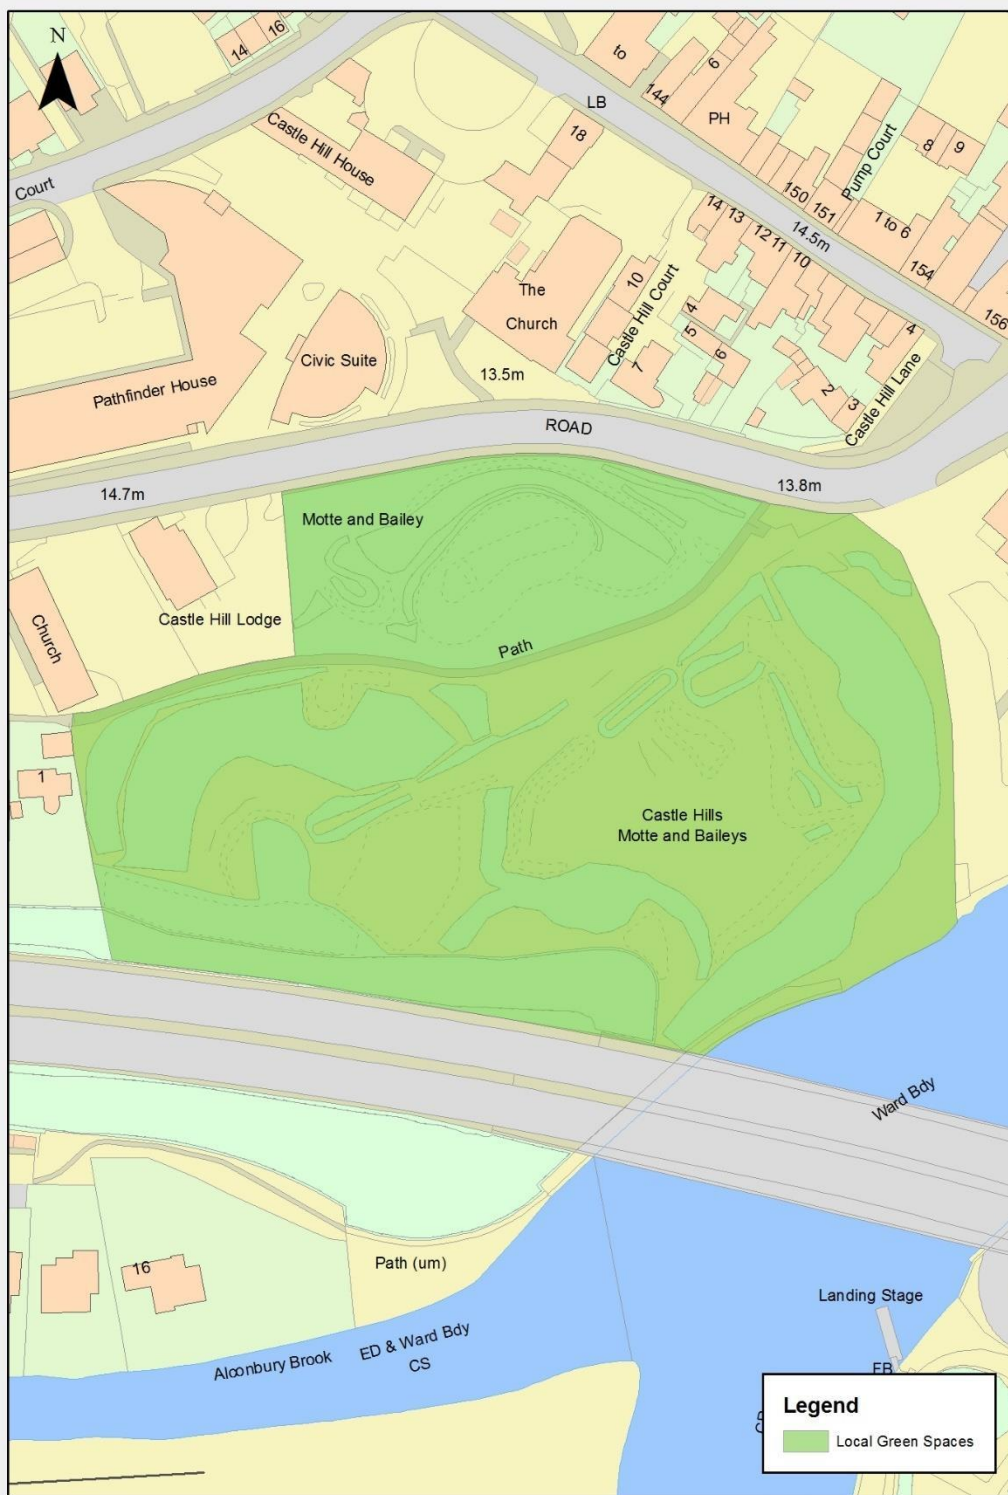 N
14
16
to
144
6
LB
PH
18
Castle Hill House
Court
8
9
Pump Court
150
151
1 to 6
154
156
14.5m
14
13
12
11
10
4
The
Church
10
Castle Hill Court
4
5
6
7
2
3
Castle Hill Lane
Civic Suite
Pathfinder House
13.5m
ROAD
14.7m
13.8m
Motte and Bailey
Castle Hill Lodge
Church
Path
1
Castle Hills
Motte and Baileys
Ward Bdy
Path (um)
16
Landing Stage
Alconbury Brook
ED & Ward Bdy
CS
FB
Legend
Local Green Spaces